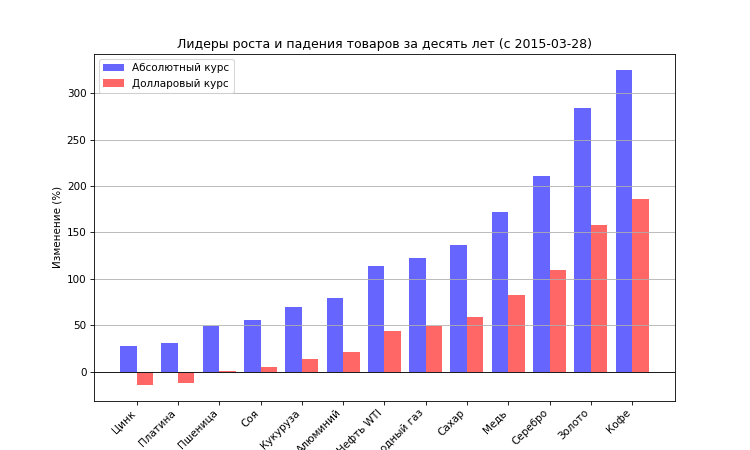 Лидеры роста и падения товаров за десять лет (с 2015-03-28)
Абсолютный курс
Долларовый курс
Изменение (%)
300
250
200
150
100
50
0
Цинк
Платина
Пшеница
Соя
Кукуруза
Алюминий
Нефть WTI
одный газ
Сахар
Медь
Серебро
Золото
Кофе